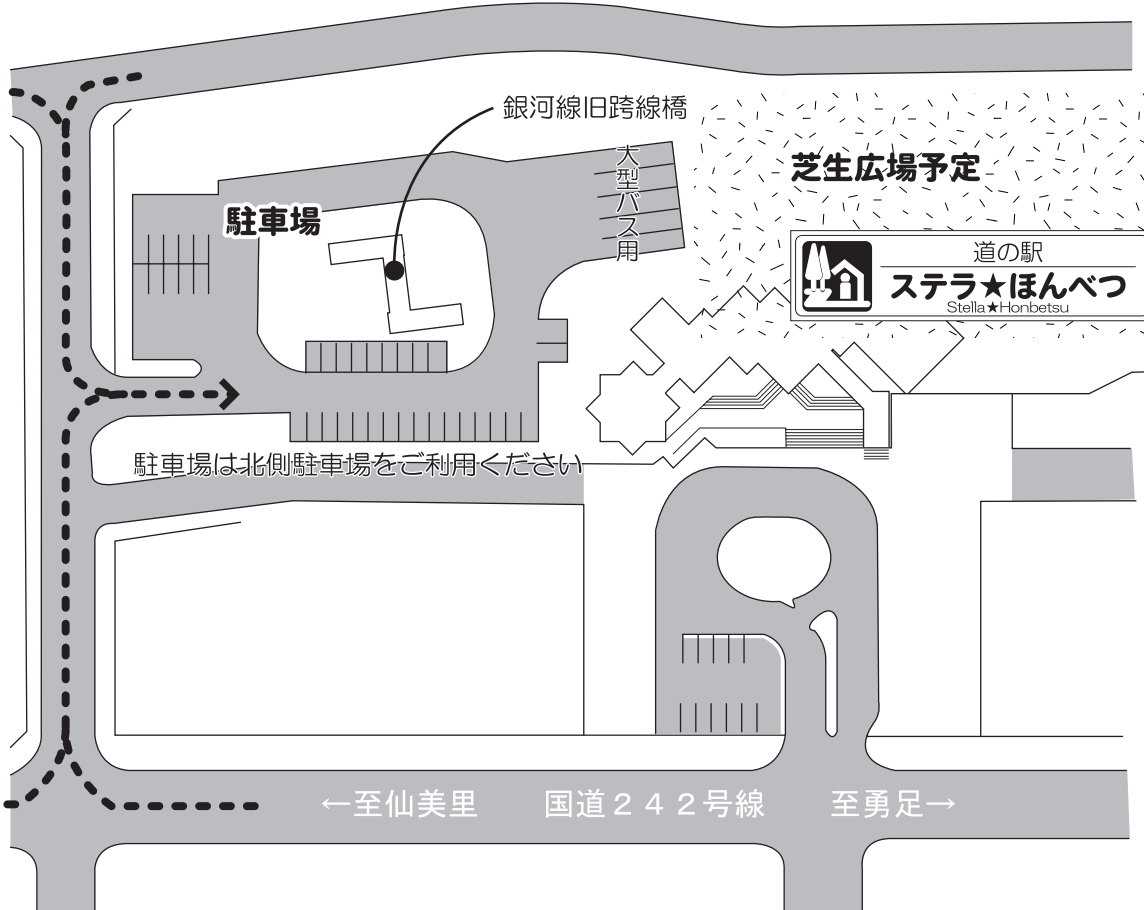 銀河線旧跨線橋
大型バス用
芝生広場予定
駐車場
道の駅
ステラ★ほんべつ
Stella★Honbetsu
駐車場は北側駐車場をご利用ください
←至仙美里 国道２４２号線 至勇足→